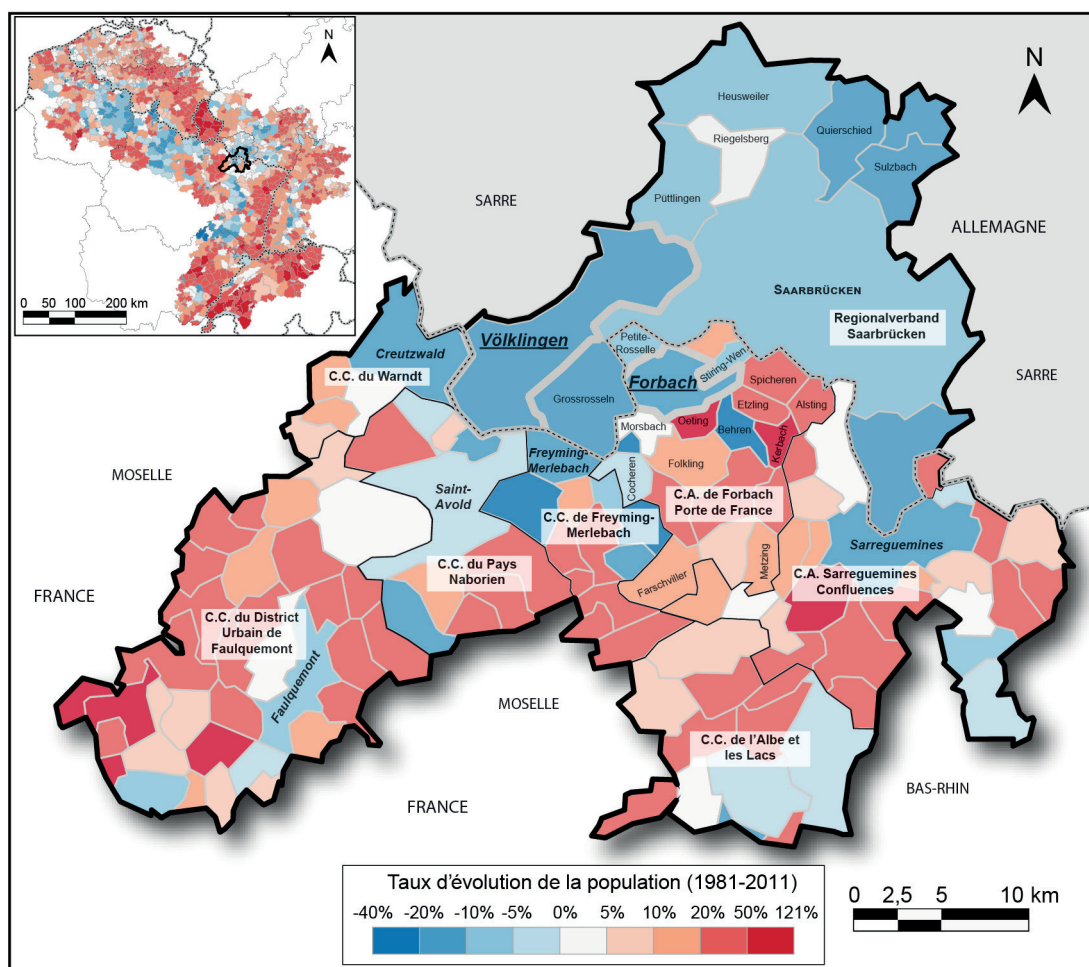 N
0 50 100 200 km
N
Heusweiler
Quierschied
Riegelsberg
Sulzbach
SARRE
Püttlingen
ALLEMAGNE
SAARBRÜCKEN
Regionalverband
Saarbrücken
Völklingen
Petite-
Rosselle
Creutzwald
C.C. du Warndt
Forbach
Stiring-Wen
SARRE
Spicheren
Grossrosseln
Etzling
Alsting
Morsbach
Oeting
Behren
Kerbach
Freyming-
Merlebach
Cocheren
Folkling
MOSELLE
Saint-
Avold
C.A. de Forbach
Porte de France
C.C. de Freyming-
Merlebach
Sarreguemines
C.C. du Pays
Naborien
Farschviller
Metzing
C.A. Sarreguemines
Confluences
FRANCE
C.C. du District
Urbain de
Faulquemont
Faulquemont
MOSELLE
C.C. de l'Albe et
les Lacs
FRANCE
BAS-RHIN
Taux d'évolution de la population (1981-2011)
-40% -20% -10% -5% 0% 5% 10% 20% 50% 121%
0 2,5 5 10 km